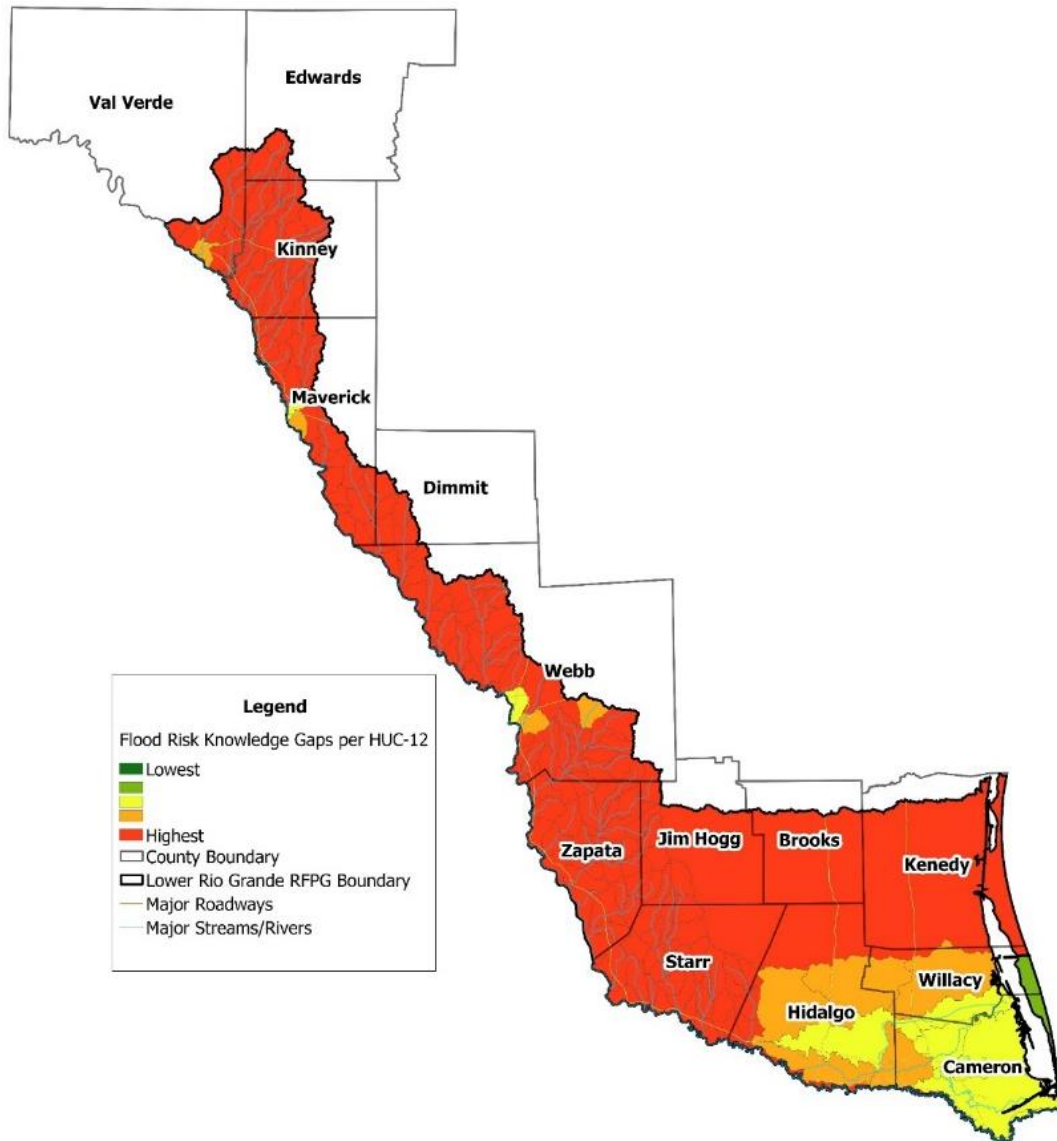 Edwards
Val Verde
Kinney
Maverick
Dimmit
Webb
Legend
Flood Risk Knowledge Gaps per HUC-12
Lowest
Highest
County Boundary
Lower Rio Grande RFPG Boundary
Major Roadways
Major Streams/Rivers
Zapata
Jim Hogg
Brooks
Kenedy
Starr
Willacy
Hidalgo
Cameron